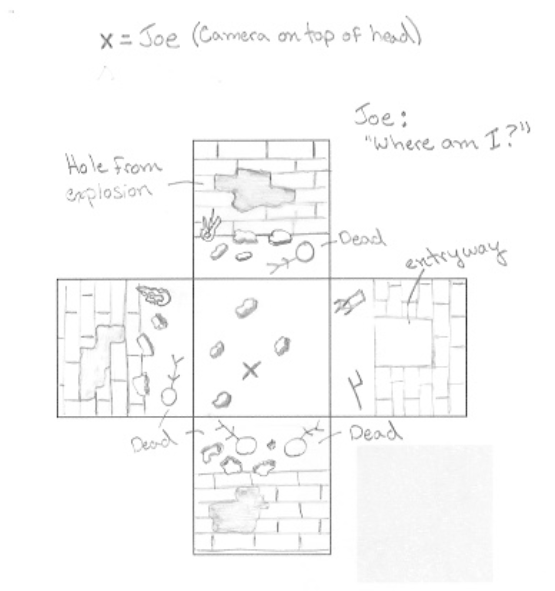 x = Joe (Camera on top of head)
Joe:
"Where am I?"
Hole from
explosion
Dead
entryway
X
Dead
Dead